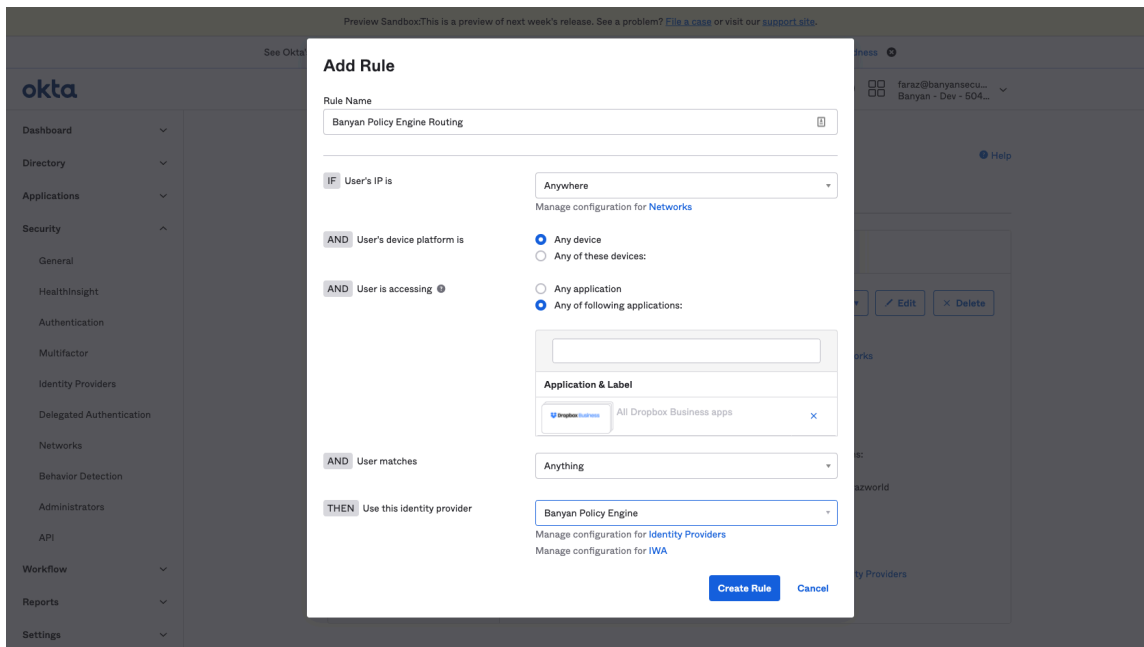 Preview Sandbox:This is a preview of next week's release. See a problem? File a case or visit our support site.
See Okta'
dness
okta
faraz@banyansecu...
Banyan - Dev - 504...
Dashboard
Directory
Applications
Security
General
HealthInsight
Authentication
Multifactor
Identity Providers
Delegated Authentication
Networks
Behavior Detection
Administrators
API
Workflow
Reports
Settings
Help
Edit
Delete
orks
s:
azworld
ty Providers
Add Rule
Rule Name
Banyan Policy Engine Routing
IF User's IP is
Anywhere
Manage configuration for Networks
AND User's device platform is
Any device
Any of these devices:
AND User is accessing
Any application
Any of following applications:
Application & Label
Dropbox Business
All Dropbox Business apps
AND User matches
Anything
THEN Use this identity provider
Banyan Policy Engine
Manage configuration for Identity Providers
Manage configuration for IWA
Create Rule
Cancel